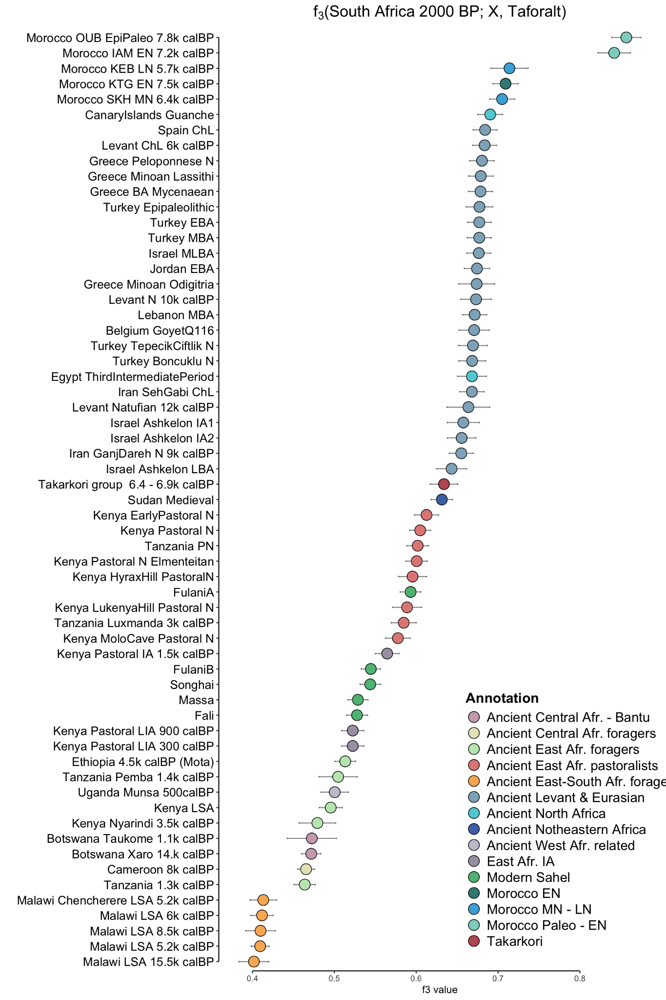 f3(South Africa 2000 BP; X, Taforalt)
Morocco OUB EpiPaleo 7.8k calBP
Morocco IAM EN 7.2k calBP
Morocco KEB LN 5.7k calBP
Morocco KTG EN 7.5k calBP
Morocco SKH MN 6.4k calBP
CanaryIslands Guanche
Spain ChL
Levant ChL 6k calBP
Greece Peloponnese N
Greece Minoan Lassithi
Greece BA Mycenaean
Turkey Epipaleolithic
Turkey EBA
Turkey MBA
Israel MLBA
Jordan EBA
Greece Minoan Odigitria
Levant N 10k calBP
Lebanon MBA
Belgium GoyetQ116
Turkey TepecikCiftlik N
Turkey Boncuklu N
Egypt ThirdIntermediatePeriod
Iran SehGabi ChL
Levant Natufian 12k calBP
Israel Ashkelon IA1
Israel Ashkelon IA2
Iran GanjDareh N 9k calBP
Israel Ashkelon LBA
Takarkori group  6.4 - 6.9k calBP
Sudan Medieval
Kenya EarlyPastoral N
Kenya Pastoral N
Tanzania PN
Kenya Pastoral N Elmenteitan
Kenya HyraxHill PastoralN
FulaniA
Kenya LukenyaHill Pastoral N
Tanzania Luxmanda 3k calBP
Kenya MoloCave Pastoral N
Kenya Pastoral IA 1.5k calBP
FulaniB
Songhai
Massa
Fali
Kenya Pastoral LIA 900 calBP
Kenya Pastoral LIA 300 calBP
Ethiopia 4.5k calBP (Mota)
Tanzania Pemba 1.4k calBP
Uganda Munsa 500calBP
Kenya LSA
Kenya Nyarindi 3.5k calBP
Botswana Taukome 1.1k calBP
Botswana Xaro 14.k calBP
Cameroon 8k calBP
Tanzania 1.3k calBP
Malawi Chencherere LSA 5.2k calBP
Malawi LSA 6k calBP
Malawi LSA 8.5k calBP
Malawi LSA 5.2k calBP
Malawi LSA 15.5k calBP
Annotation
Ancient Central Afr. - Bantu
Ancient Central Afr. foragers
Ancient East Afr. foragers
Ancient East Afr. pastoralists
Ancient East-South Afr. forage
Ancient Levant & Eurasian
Ancient North Africa
Ancient Notheastern Africa
Ancient West Afr. related
East Afr. IA
Modern Sahel
Morocco EN
Morocco MN - LN
Morocco Paleo - EN
Takarkori
0.4 0.5 0.6 0.7 0.8
f3 value